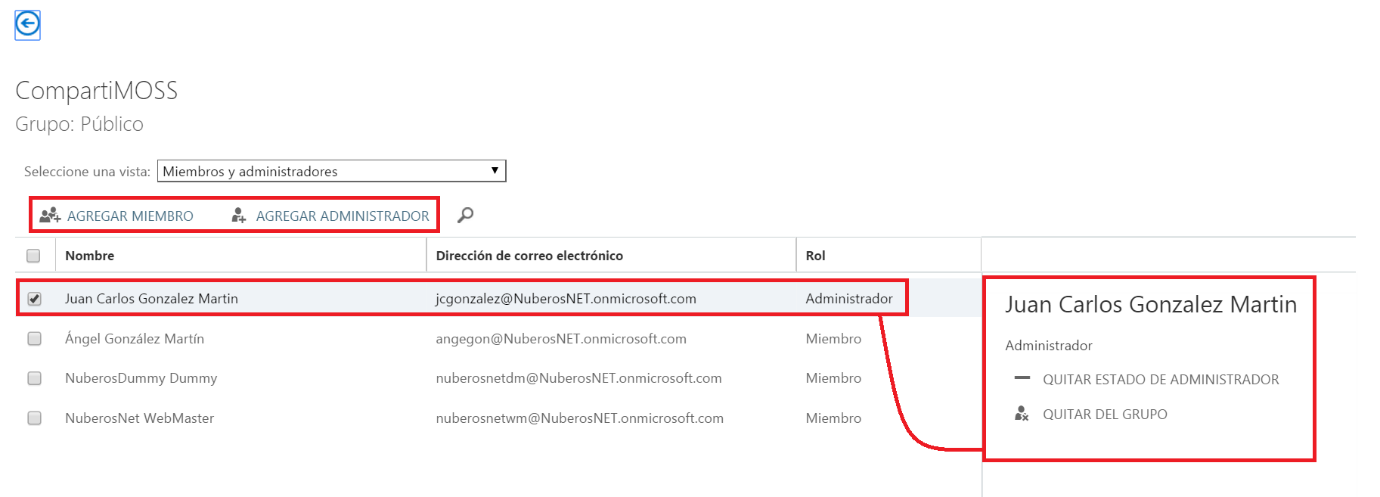 CompartiMOSS
Grupo: Público
Seleccione una vista: Miembros y administradores
AGREGAR MIEMBRO AGREGAR ADMINISTRADOR
Nombre Dirección de correo electrónico Rol
Juan Carlos Gonzalez Martin jcgonzalez@NuberosNET.onmicrosoft.com Administrador
Ángel González Martín angegon@NuberosNET.onmicrosoft.com Miembro
NuberosDummy Dummy nuberosnetdm@NuberosNET.onmicrosoft.com Miembro
NuberosNet WebMaster nuberosnetwm@NuberosNET.onmicrosoft.com Miembro
Juan Carlos Gonzalez Martin
Administrador
QUITAR ESTADO DE ADMINISTRADOR
QUITAR DEL GRUPO